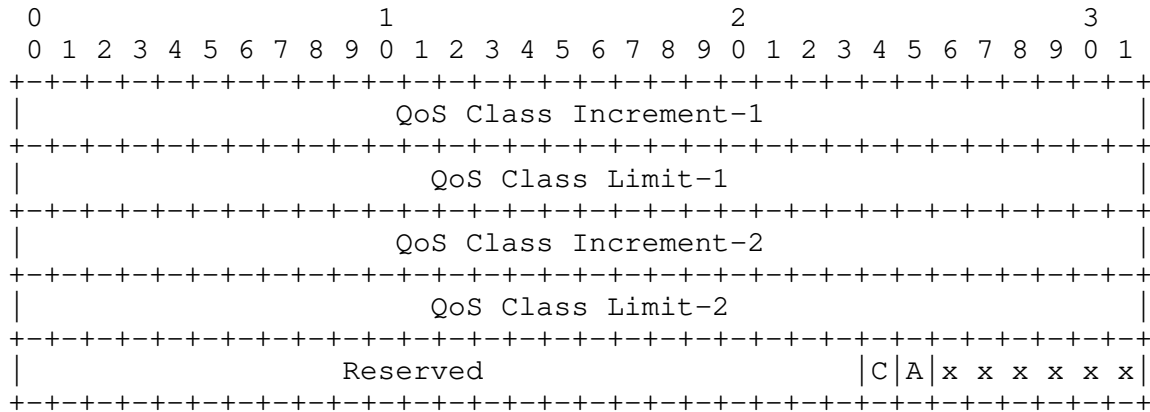 0                   1                   2                   3
 0 1 2 3 4 5 6 7 8 9 0 1 2 3 4 5 6 7 8 9 0 1 2 3 4 5 6 7 8 9 0 1
+-+-+-+-+-+-+-+-+-+-+-+-+-+-+-+-+-+-+-+-+-+-+-+-+-+-+-+-+-+-+-+-+
|                     QoS Class Increment-1                     |
+-+-+-+-+-+-+-+-+-+-+-+-+-+-+-+-+-+-+-+-+-+-+-+-+-+-+-+-+-+-+-+-+
|                       QoS Class Limit-1                       |
+-+-+-+-+-+-+-+-+-+-+-+-+-+-+-+-+-+-+-+-+-+-+-+-+-+-+-+-+-+-+-+-+
|                     QoS Class Increment-2                     |
+-+-+-+-+-+-+-+-+-+-+-+-+-+-+-+-+-+-+-+-+-+-+-+-+-+-+-+-+-+-+-+-+
|                       QoS Class Limit-2                       |
+-+-+-+-+-+-+-+-+-+-+-+-+-+-+-+-+-+-+-+-+-+-+-+-+-+-+-+-+-+-+-+-+
|                  Reserved                     |C|A|x x x x x x|
+-+-+-+-+-+-+-+-+-+-+-+-+-+-+-+-+-+-+-+-+-+-+-+-+-+-+-+-+-+-+-+-+